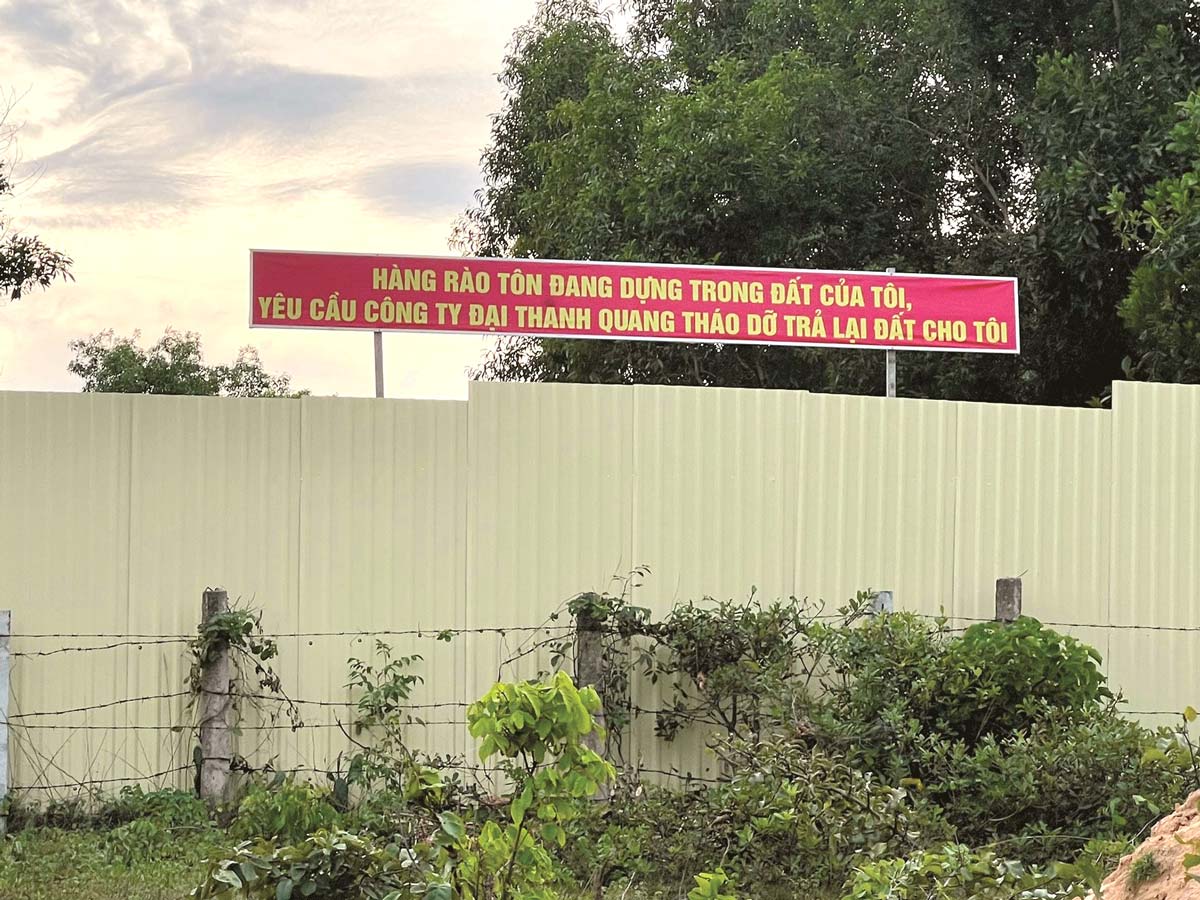 HÀNG RÀO TÔN ĐANG DỰNG TRONG ĐẤT CỦA TÔI,
YÊU CẦU CÔNG TY ĐẠI THANH QUANG THÁO DỠ TRẢ LẠI ĐẤT CHO TÔI